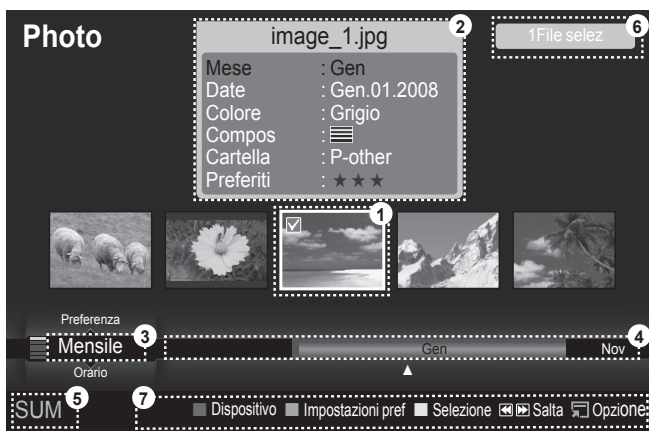 Photo
image_1.jpg
2
1File selez
6
Mese : Gen
Date : Gen.01.2008
Colore : Grigio
Compos :
Cartella : P-other
Preferiti : ★★★
1
Preferenza
Mensile
3
Gen
Nov
4
Orario
SUM
5
7
Dispositivo Impostazioni pref Selezione Salta Opzione